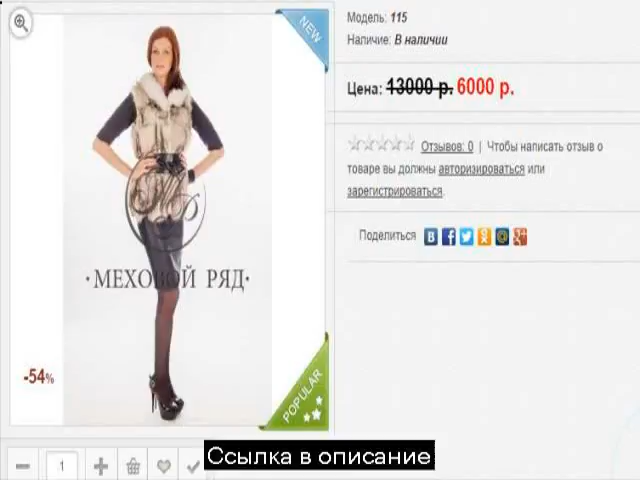 NEW
Модель: 115
Наличие: В наличии
Цена: 13000 р. 6000 р.
Отзывов: 0 | Чтобы написать отзыв о
товаре вы должны авторизироваться или
зарегистрироваться.
Поделиться
·МЕХОВОЙ РЯД·
-54%
POPULAR
1
Ссылка в описание